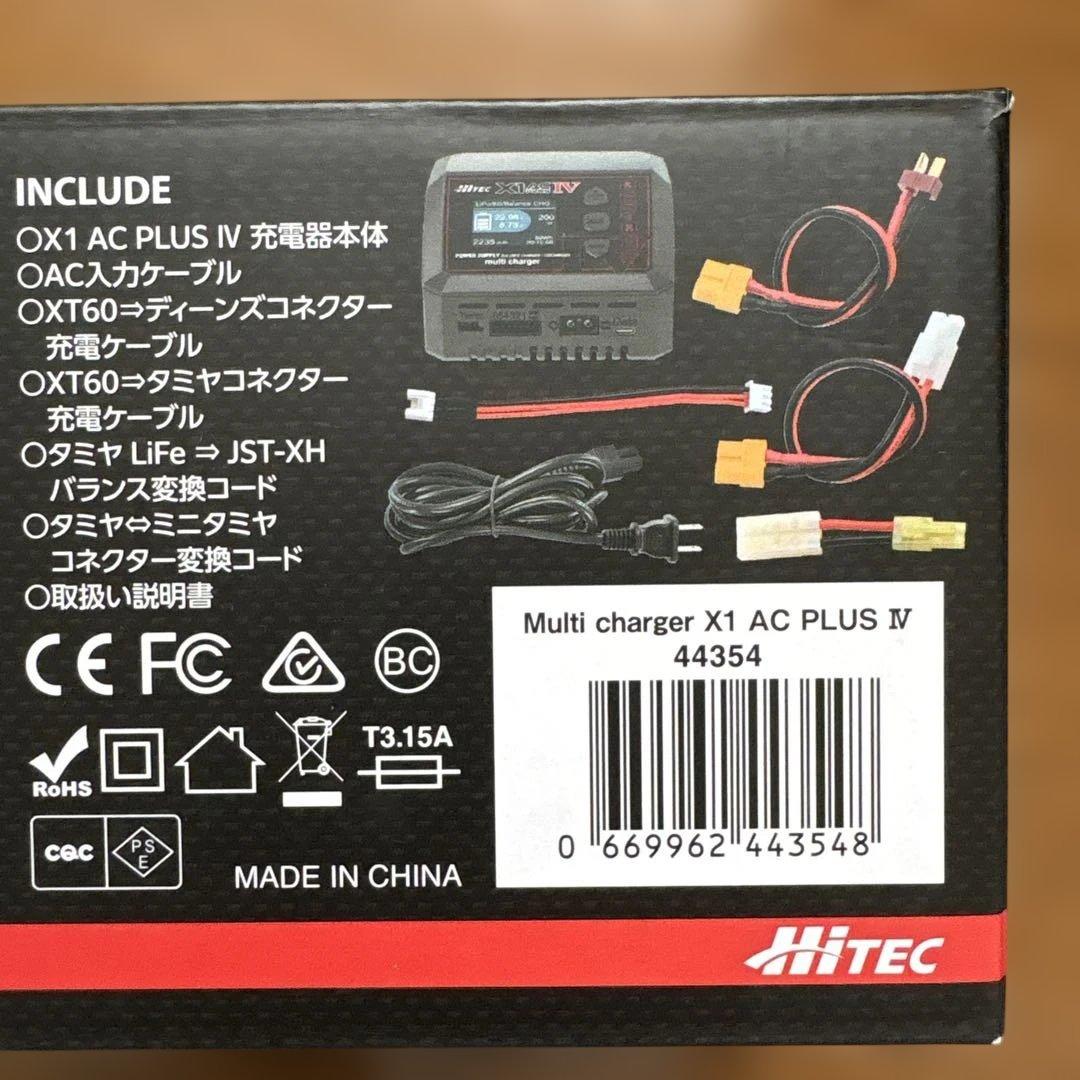 INCLUDE
○X1 AC PLUS Ⅳ 充電器本体
○AC入力ケーブル
○XT60⇒ディーンズコネクター
充電ケーブル
○XT60⇒タミヤコネクター
充電ケーブル
○タミヤ LiFe ⇒ JST-XH
バランス変換コード
○タミヤ⇔ミニタミヤ
コネクター変換コード
○取扱い説明書
HiTEC
multi charger
CE FC BC
RoHS
T3.15A
CQC
PSE
MADE IN CHINA
Multi charger X1 AC PLUS Ⅳ
44354
0 669962 443548
HiTEC